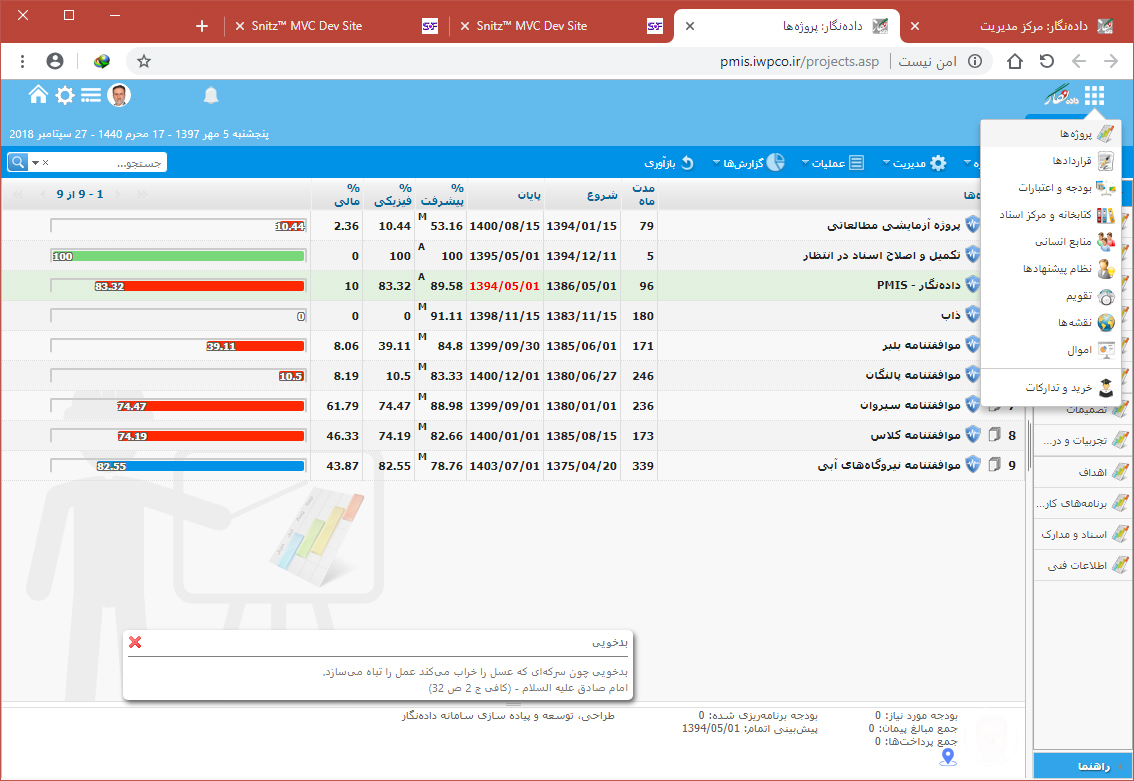 داده‌نگار: مرکز مدیریت
داده‌نگار: پروژه‌ها
Snitz™ MVC Dev Site
Snitz™ MVC Dev Site
امن نیست
pmis.iwpco.ir/projects.asp
داده نگار
پنجشنبه 5 مهر 1397 - 17 محرم 1440 - 27 سپتامبر 2018
مدیریت
عملیات
گزارش‌ها
بازآوری
جستجو...
پروژه‌ها
قراردادها
بودجه و اعتبارات
کتابخانه و مرکز اسناد
منابع انسانی
نظام پیشنهادها
تقویم
نقشه‌ها
اموال
خرید و تدارکات
مدت ماه شروع پایان % پیشرفت % فیزیکی % مالی 1 - 9 از 9
پروژه آزمایشی مطالعاتی 79 1394/01/15 1400/08/15 M 53.16 10.44 2.36 10.44
تکمیل و اصلاح اسناد در انتظار 5 1394/12/11 1395/05/01 A 100 100 0 100
داده‌نگار - PMIS 96 1386/05/01 1394/05/01 A 89.58 83.32 10 83.32
ذاب 180 1383/11/15 1398/11/15 M 91.11 0 0 0
موافقتنامه بلبر 171 1385/06/01 1399/09/30 M 84.8 39.11 8.06 39.11
موافقتنامه پالنگان 246 1380/06/27 1400/12/01 M 83.33 10.5 8.19 10.5
موافقتنامه سیروان 236 1380/01/01 1399/09/01 M 88.98 74.47 61.79 74.47
8 موافقتنامه کلاس 173 1385/08/15 1400/01/01 M 82.66 74.19 46.33 74.19
9 موافقتنامه نیروگاه‌های آبی 339 1375/04/20 1403/07/01 M 78.76 82.55 43.87 82.55
تصمیمات
تجربیات و در...
اهداف
برنامه‌های کار...
اسناد و مدارک
اطلاعات فنی
راهنما
بدخویی
بدخویی چون سرکه‌ای که عسل را خراب می‌کند عمل را تباه می‌سازد.
امام صادق علیه السلام - (کافی ج 2 ص 32)
بودجه مورد نیاز: 0
جمع مبالغ پیمان: 0
جمع پرداخت‌ها: 0
بودجه برنامه‌ریزی شده: 0
پیش‌بینی اتمام: 1394/05/01
طراحی، توسعه و پیاده سازی سامانه داده‌نگار